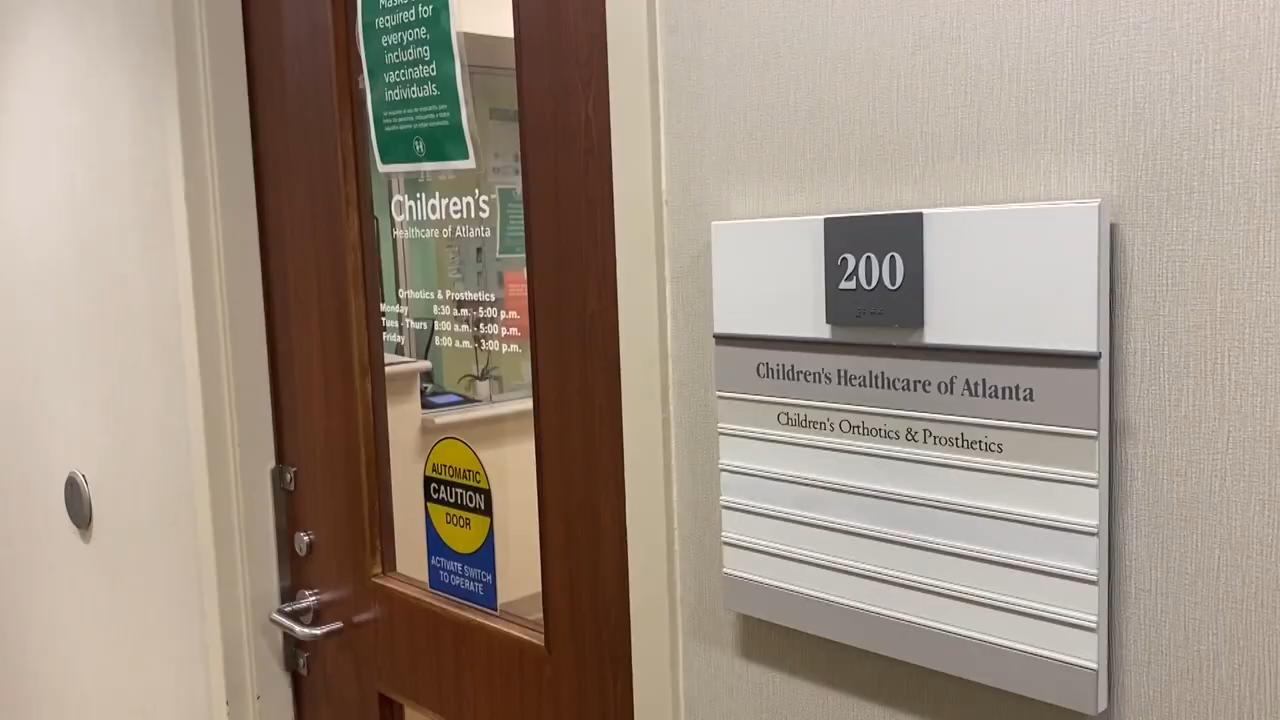 required for
everyone,
including
vaccinated
individuals.
Children's
Healthcare of Atlanta
Orthotics & Prosthetics
Monday 8:30 a.m. - 5:00 p.m.
Tues - Thurs 8:00 a.m. - 5:00 p.m.
Friday 8:00 a.m. - 3:00 p.m.
AUTOMATIC
CAUTION
DOOR
ACTIVATE SWITCH
TO OPERATE
200
Children's Healthcare of Atlanta
Children's Orthotics & Prosthetics